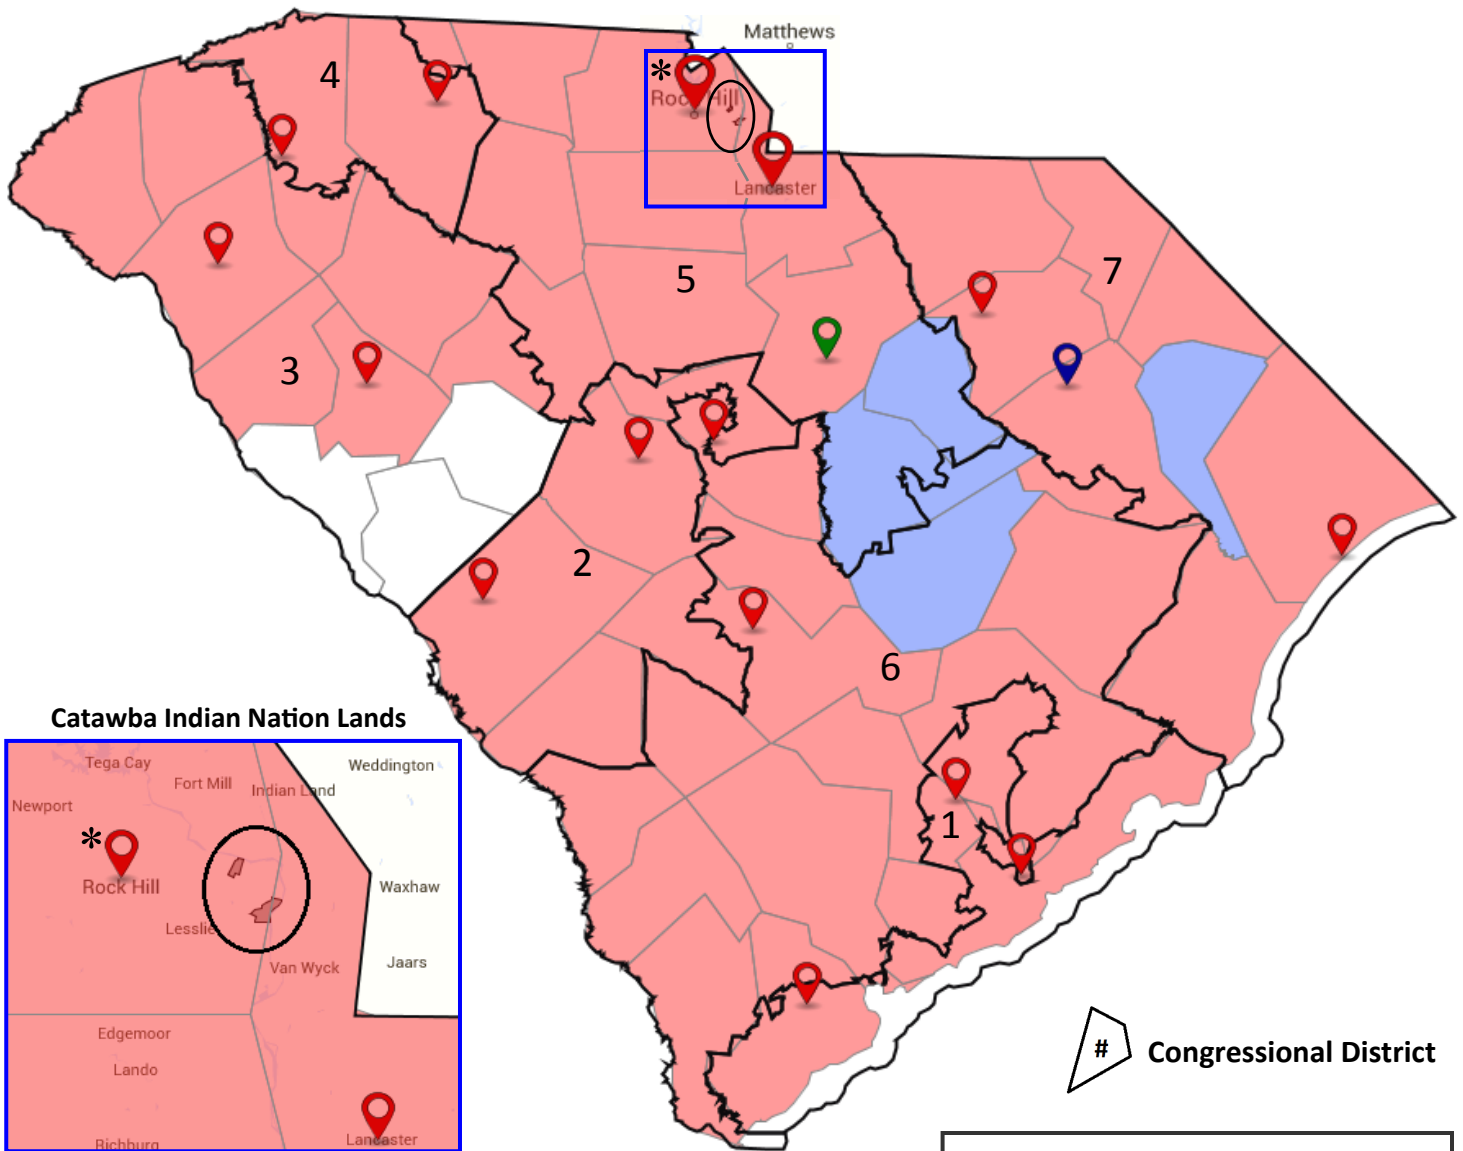 Matthews
4
*
Rock Hill
Lancaster
7
5
3
2
6
1
Catawba Indian Nation Lands
Tega Cay
Weddington
Fort Mill
Indian Land
Newport
*
Rock Hill
Waxhaw
Lesslie
Van Wyck
Jaars
Edgemoor
Lando
Lancaster
Richburg
# Congressional District